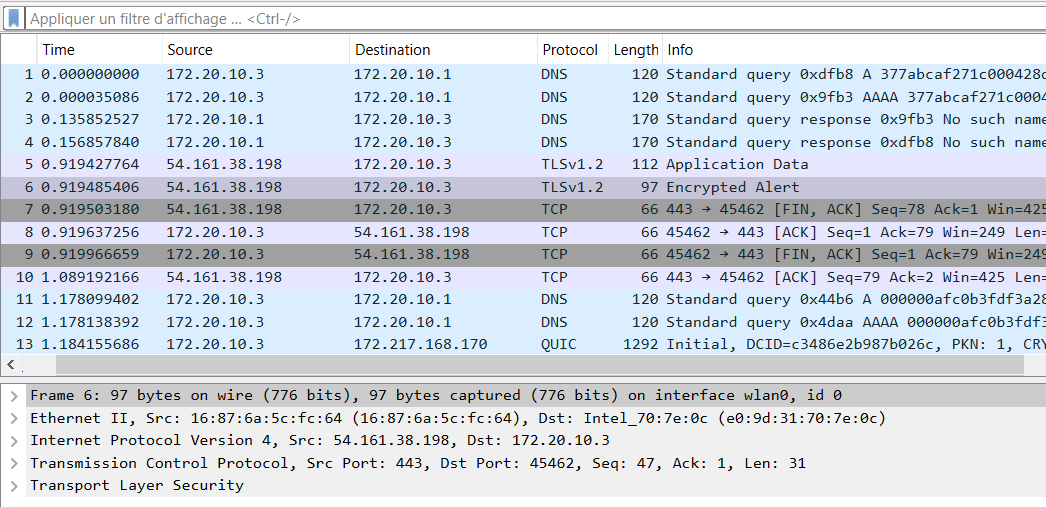 Appliquer un filtre d'affichage … <Ctrl-/>
Time Source Destination Protocol Length Info
1 0.000000000 172.20.10.3 172.20.10.1 DNS 120 Standard query 0xdfb8 A 377abcaf271c000428
2 0.000035086 172.20.10.3 172.20.10.1 DNS 120 Standard query 0x9fb3 AAAA 377abcaf271c0004
3 0.135852527 172.20.10.1 172.20.10.3 DNS 170 Standard query response 0x9fb3 No such name
4 0.156857840 172.20.10.1 172.20.10.3 DNS 170 Standard query response 0xdfb8 No such name
5 0.919427764 54.161.38.198 172.20.10.3 TLSv1.2 112 Application Data
6 0.919485406 54.161.38.198 172.20.10.3 TLSv1.2 97 Encrypted Alert
7 0.919503180 54.161.38.198 172.20.10.3 TCP 66 443 → 45462 [FIN, ACK] Seq=78 Ack=1 Win=425
8 0.919637256 172.20.10.3 54.161.38.198 TCP 66 45462 → 443 [ACK] Seq=1 Ack=79 Win=249 Len=
9 0.919966659 172.20.10.3 54.161.38.198 TCP 66 45462 → 443 [FIN, ACK] Seq=1 Ack=79 Win=249
10 1.089192166 54.161.38.198 172.20.10.3 TCP 66 443 → 45462 [ACK] Seq=79 Ack=2 Win=425 Len=
11 1.178099402 172.20.10.3 172.20.10.1 DNS 120 Standard query 0x44b6 A 000000afc0b3fdf3a28
12 1.178138392 172.20.10.3 172.20.10.1 DNS 120 Standard query 0x4daa AAAA 000000afc0b3fdf3
13 1.184155686 172.20.10.3 172.217.168.170 QUIC 1292 Initial, DCID=c3486e2b987b026c, PKN: 1, CRY
Frame 6: 97 bytes on wire (776 bits), 97 bytes captured (776 bits) on interface wlan0, id 0
Ethernet II, Src: 16:87:6a:5c:fc:64 (16:87:6a:5c:fc:64), Dst: Intel_70:7e:0c (e0:9d:31:70:7e:0c)
Internet Protocol Version 4, Src: 54.161.38.198, Dst: 172.20.10.3
Transmission Control Protocol, Src Port: 443, Dst Port: 45462, Seq: 47, Ack: 1, Len: 31
Transport Layer Security